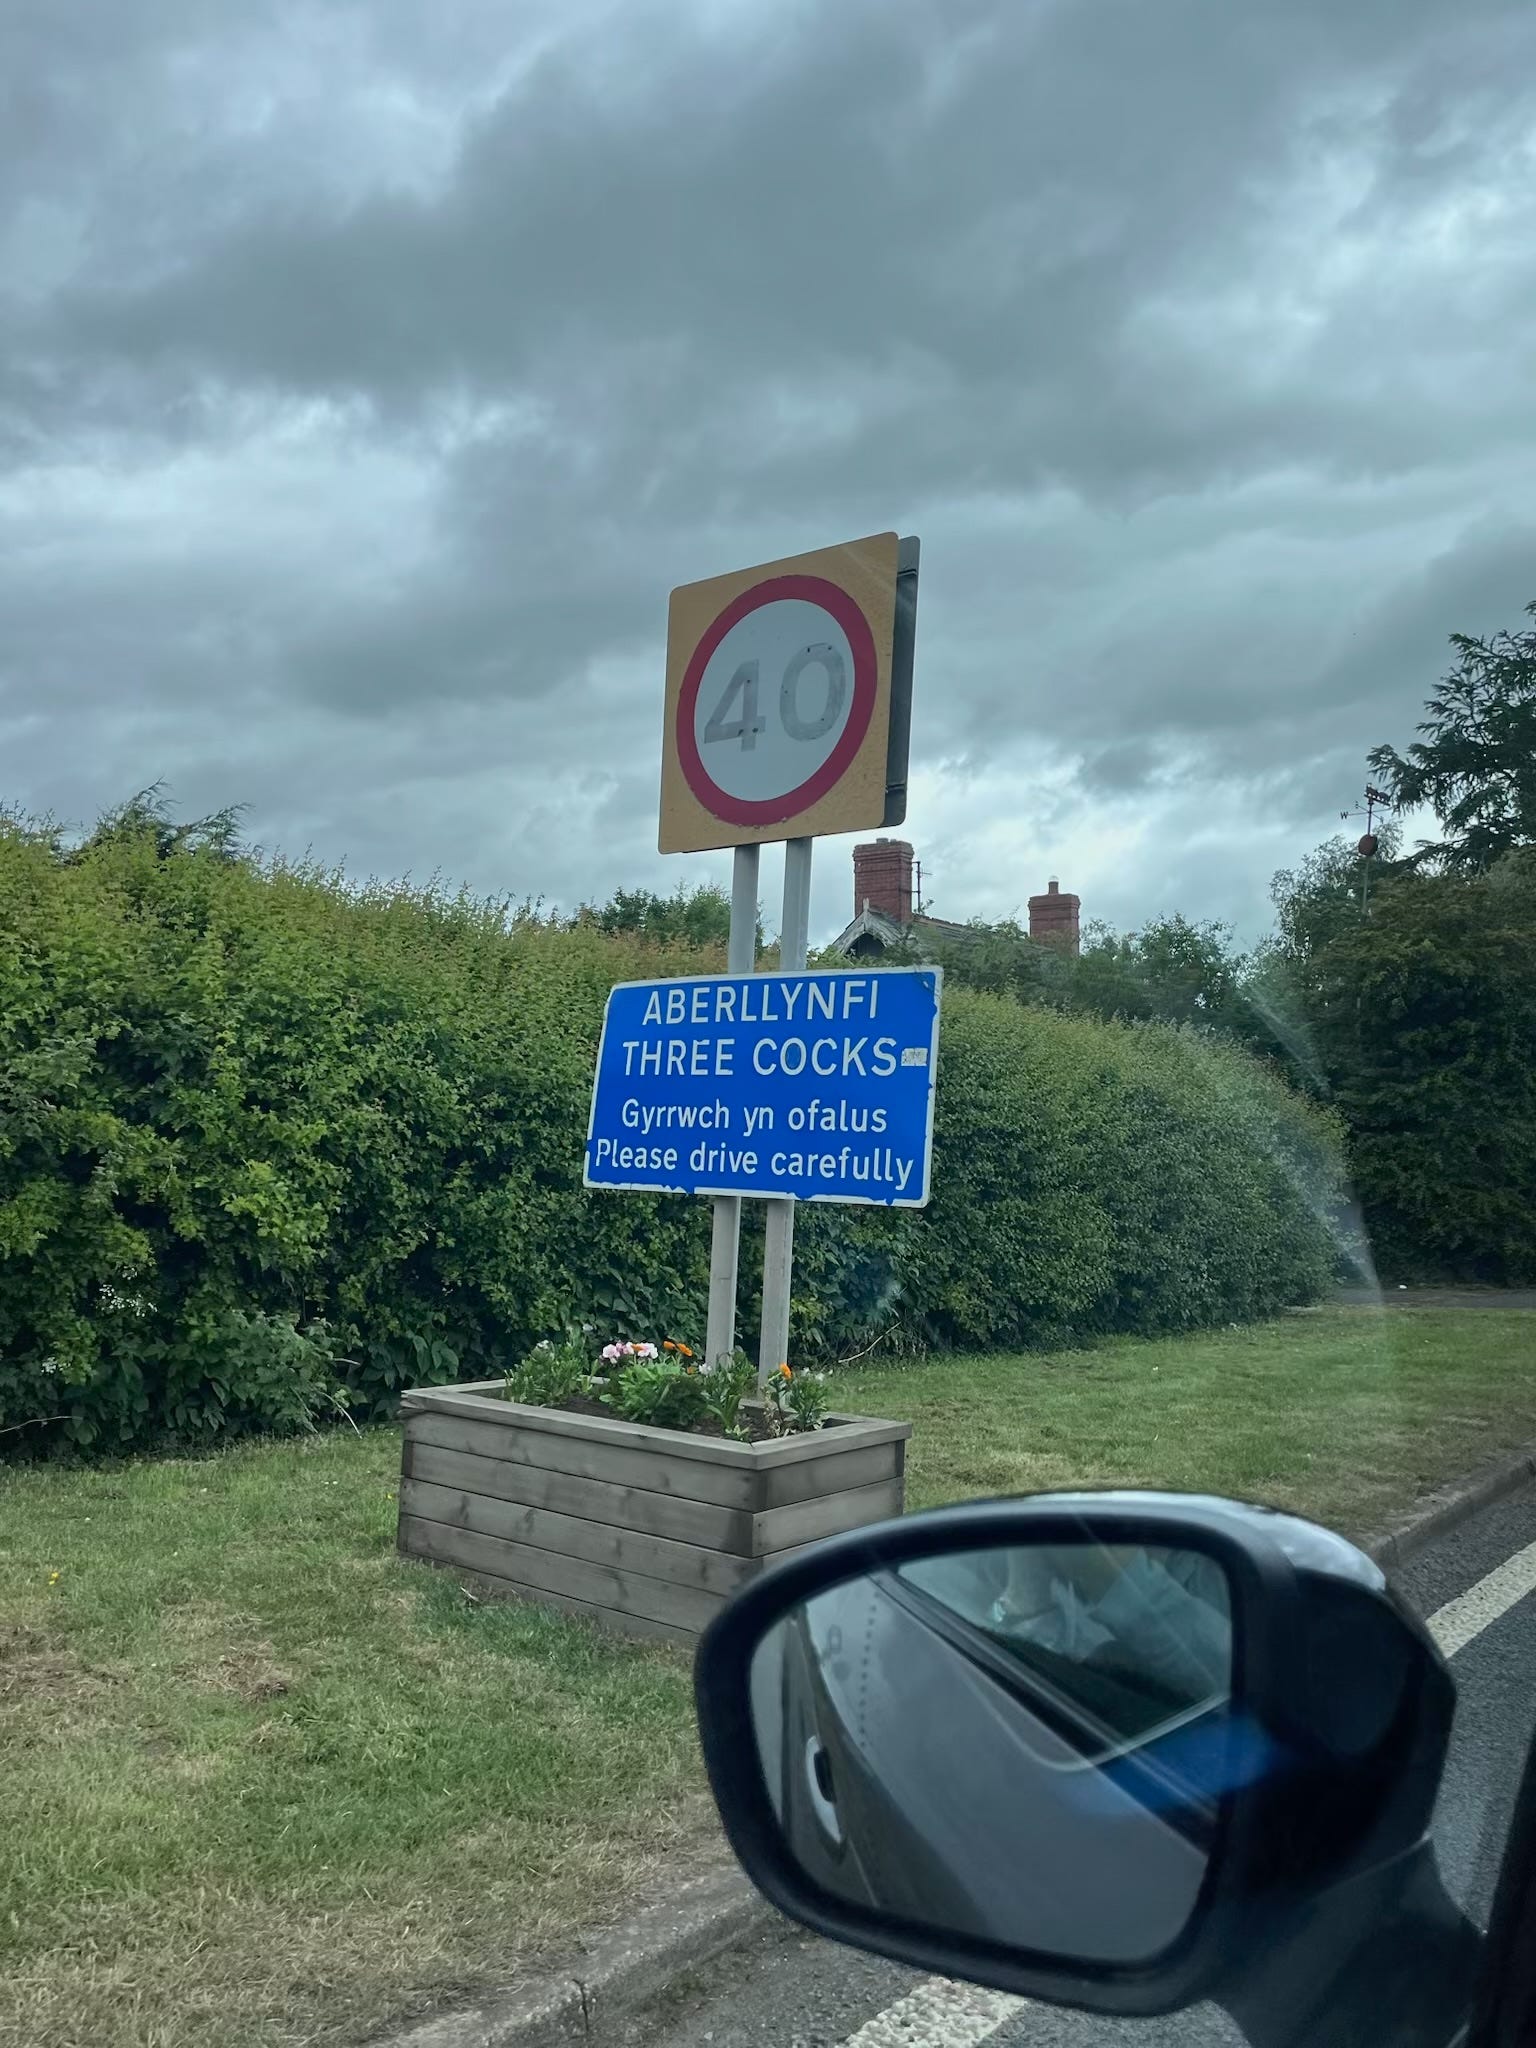 40
ABERLLYNFI
THREE COCKS
Gyrrwch yn ofalus
Please drive carefully